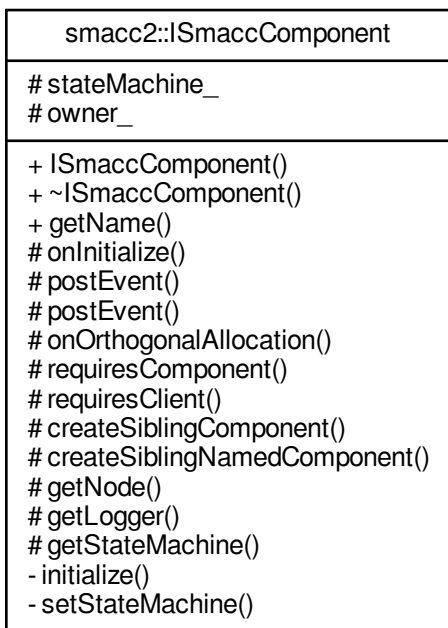 smacc2::ISmaccComponent
# stateMachine_
# owner_
+ ISmaccComponent()
+ ~ISmaccComponent()
+ getName()
# onInitialize()
# postEvent()
# postEvent()
# onOrthogonalAllocation()
# requiresComponent()
# requiresClient()
# createSiblingComponent()
# createSiblingNamedComponent()
# getNode()
# getLogger()
# getStateMachine()
- initialize()
- setStateMachine()